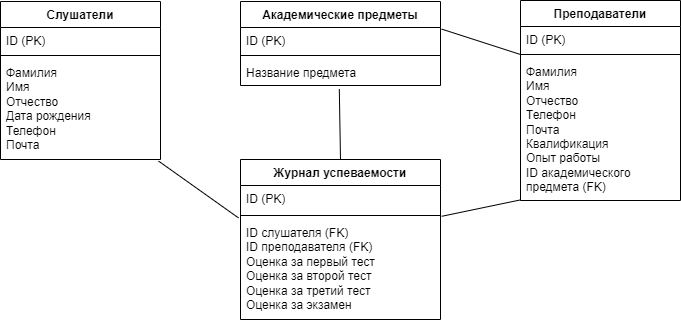 Слушатели
ID (PK)
Фамилия
Имя
Отчество
Дата рождения
Телефон
Почта
Академические предметы
ID (PK)
Название предмета
Преподаватели
ID (PK)
Фамилия
Имя
Отчество
Телефон
Почта
Квалификация
Опыт работы
ID академического
предмета (FK)
Журнал успеваемости
ID (PK)
ID слушателя (FK)
ID преподавателя (FK)
Оценка за первый тест
Оценка за второй тест
Оценка за третий тест
Оценка за экзамен